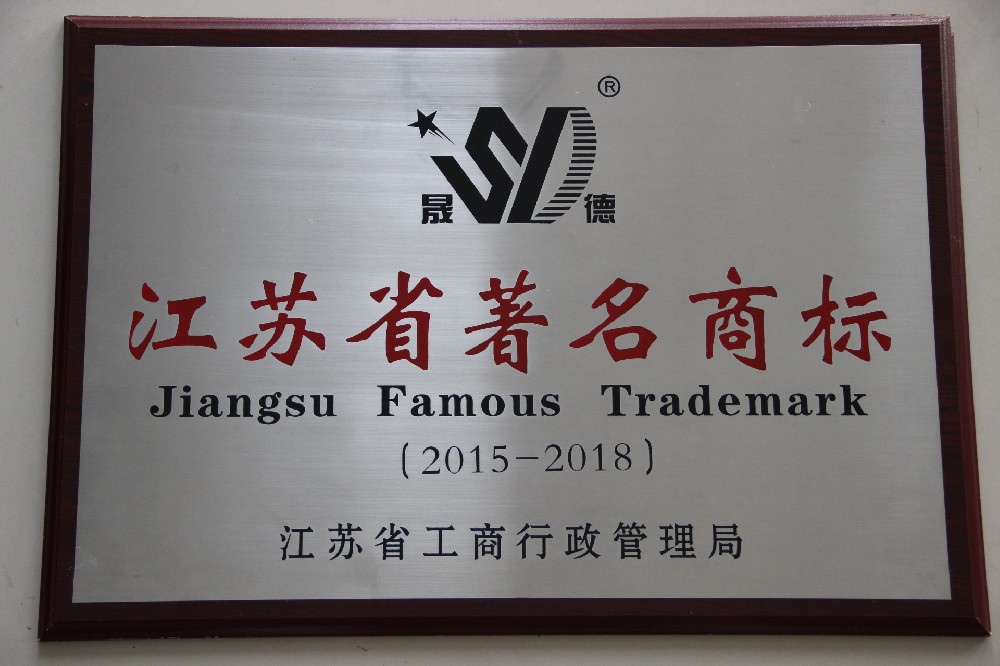 ®
晟 SD 德
江苏省著名商标
Jiangsu Famous Trademark
(2015-2018)
江苏省工商行政管理局